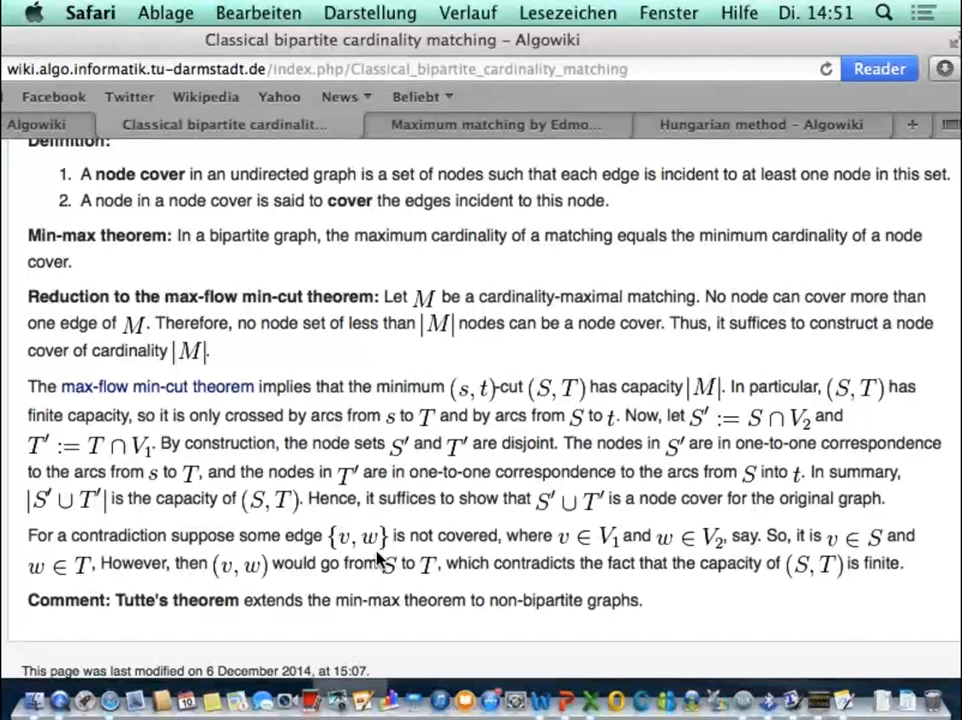 Safari Ablage Bearbeiten Darstellung Verlauf Lesezeichen Fenster Hilfe Di. 14:51
Classical bipartite cardinality matching – Algowiki
wiki.algo.informatik.tu-darmstadt.de/index.php/Classical_bipartite_cardinality_matching Reader
Facebook Twitter Wikipedia Yahoo News Beliebt
Algowiki Classical bipartite cardinalit... Maximum matching by Edmo... Hungarian method – Algowiki +
Definition:
1. A node cover in an undirected graph is a set of nodes such that each edge is incident to at least one node in this set.
2. A node in a node cover is said to cover the edges incident to this node.
Min-max theorem: In a bipartite graph, the maximum cardinality of a matching equals the minimum cardinality of a node
cover.
Reduction to the max-flow min-cut theorem: Let M be a cardinality-maximal matching. No node can cover more than
one edge of M. Therefore, no node set of less than |M| nodes can be a node cover. Thus, it suffices to construct a node
cover of cardinality |M|.
The max-flow min-cut theorem implies that the minimum (s, t)-cut (S, T) has capacity |M|. In particular, (S, T) has
finite capacity, so it is only crossed by arcs from s to T and by arcs from S to t. Now, let S′ := S ∩ V₂ and
T′ := T ∩ V₁. By construction, the node sets S′ and T′ are disjoint. The nodes in S′ are in one-to-one correspondence
to the arcs from s to T, and the nodes in T′ are in one-to-one correspondence to the arcs from S into t. In summary,
|S′ ∪ T′| is the capacity of (S, T). Hence, it suffices to show that S′ ∪ T′ is a node cover for the original graph.
For a contradiction suppose some edge {v, w} is not covered, where v ∈ V₁ and w ∈ V₂, say. So, it is v ∈ S and
w ∈ T, However, then (v, w) would go from S to T, which contradicts the fact that the capacity of (S, T) is finite.
Comment: Tutte's theorem extends the min-max theorem to non-bipartite graphs.
This page was last modified on 6 December 2014, at 15:07.